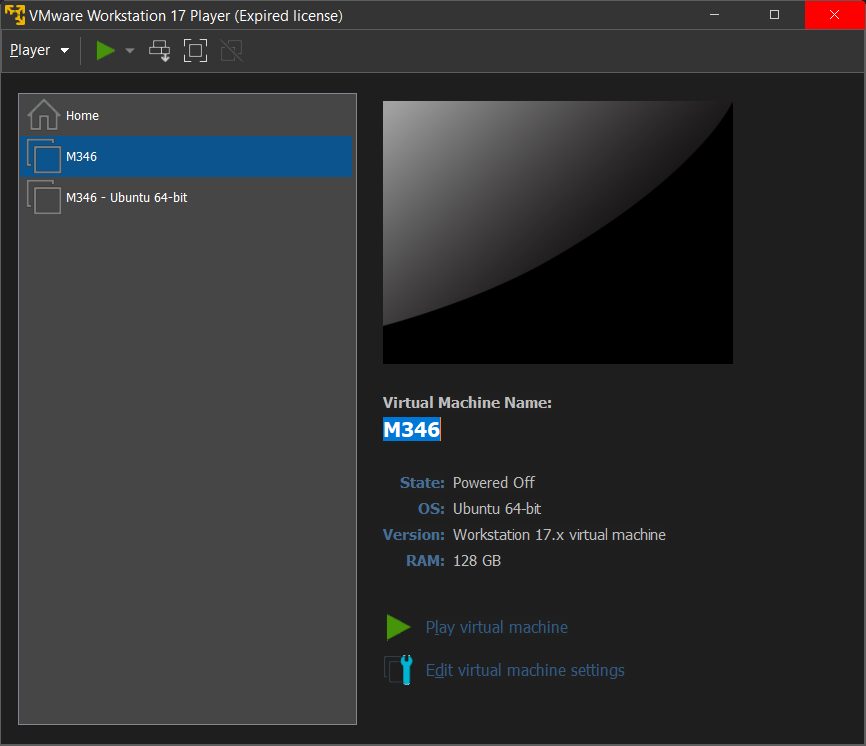 VMware Workstation 17 Player (Expired license)
Player
Home
M346
M346 - Ubuntu 64-bit
Virtual Machine Name:
M346
State: Powered Off
OS: Ubuntu 64-bit
Version: Workstation 17.x virtual machine
RAM: 128 GB
Play virtual machine
Edit virtual machine settings